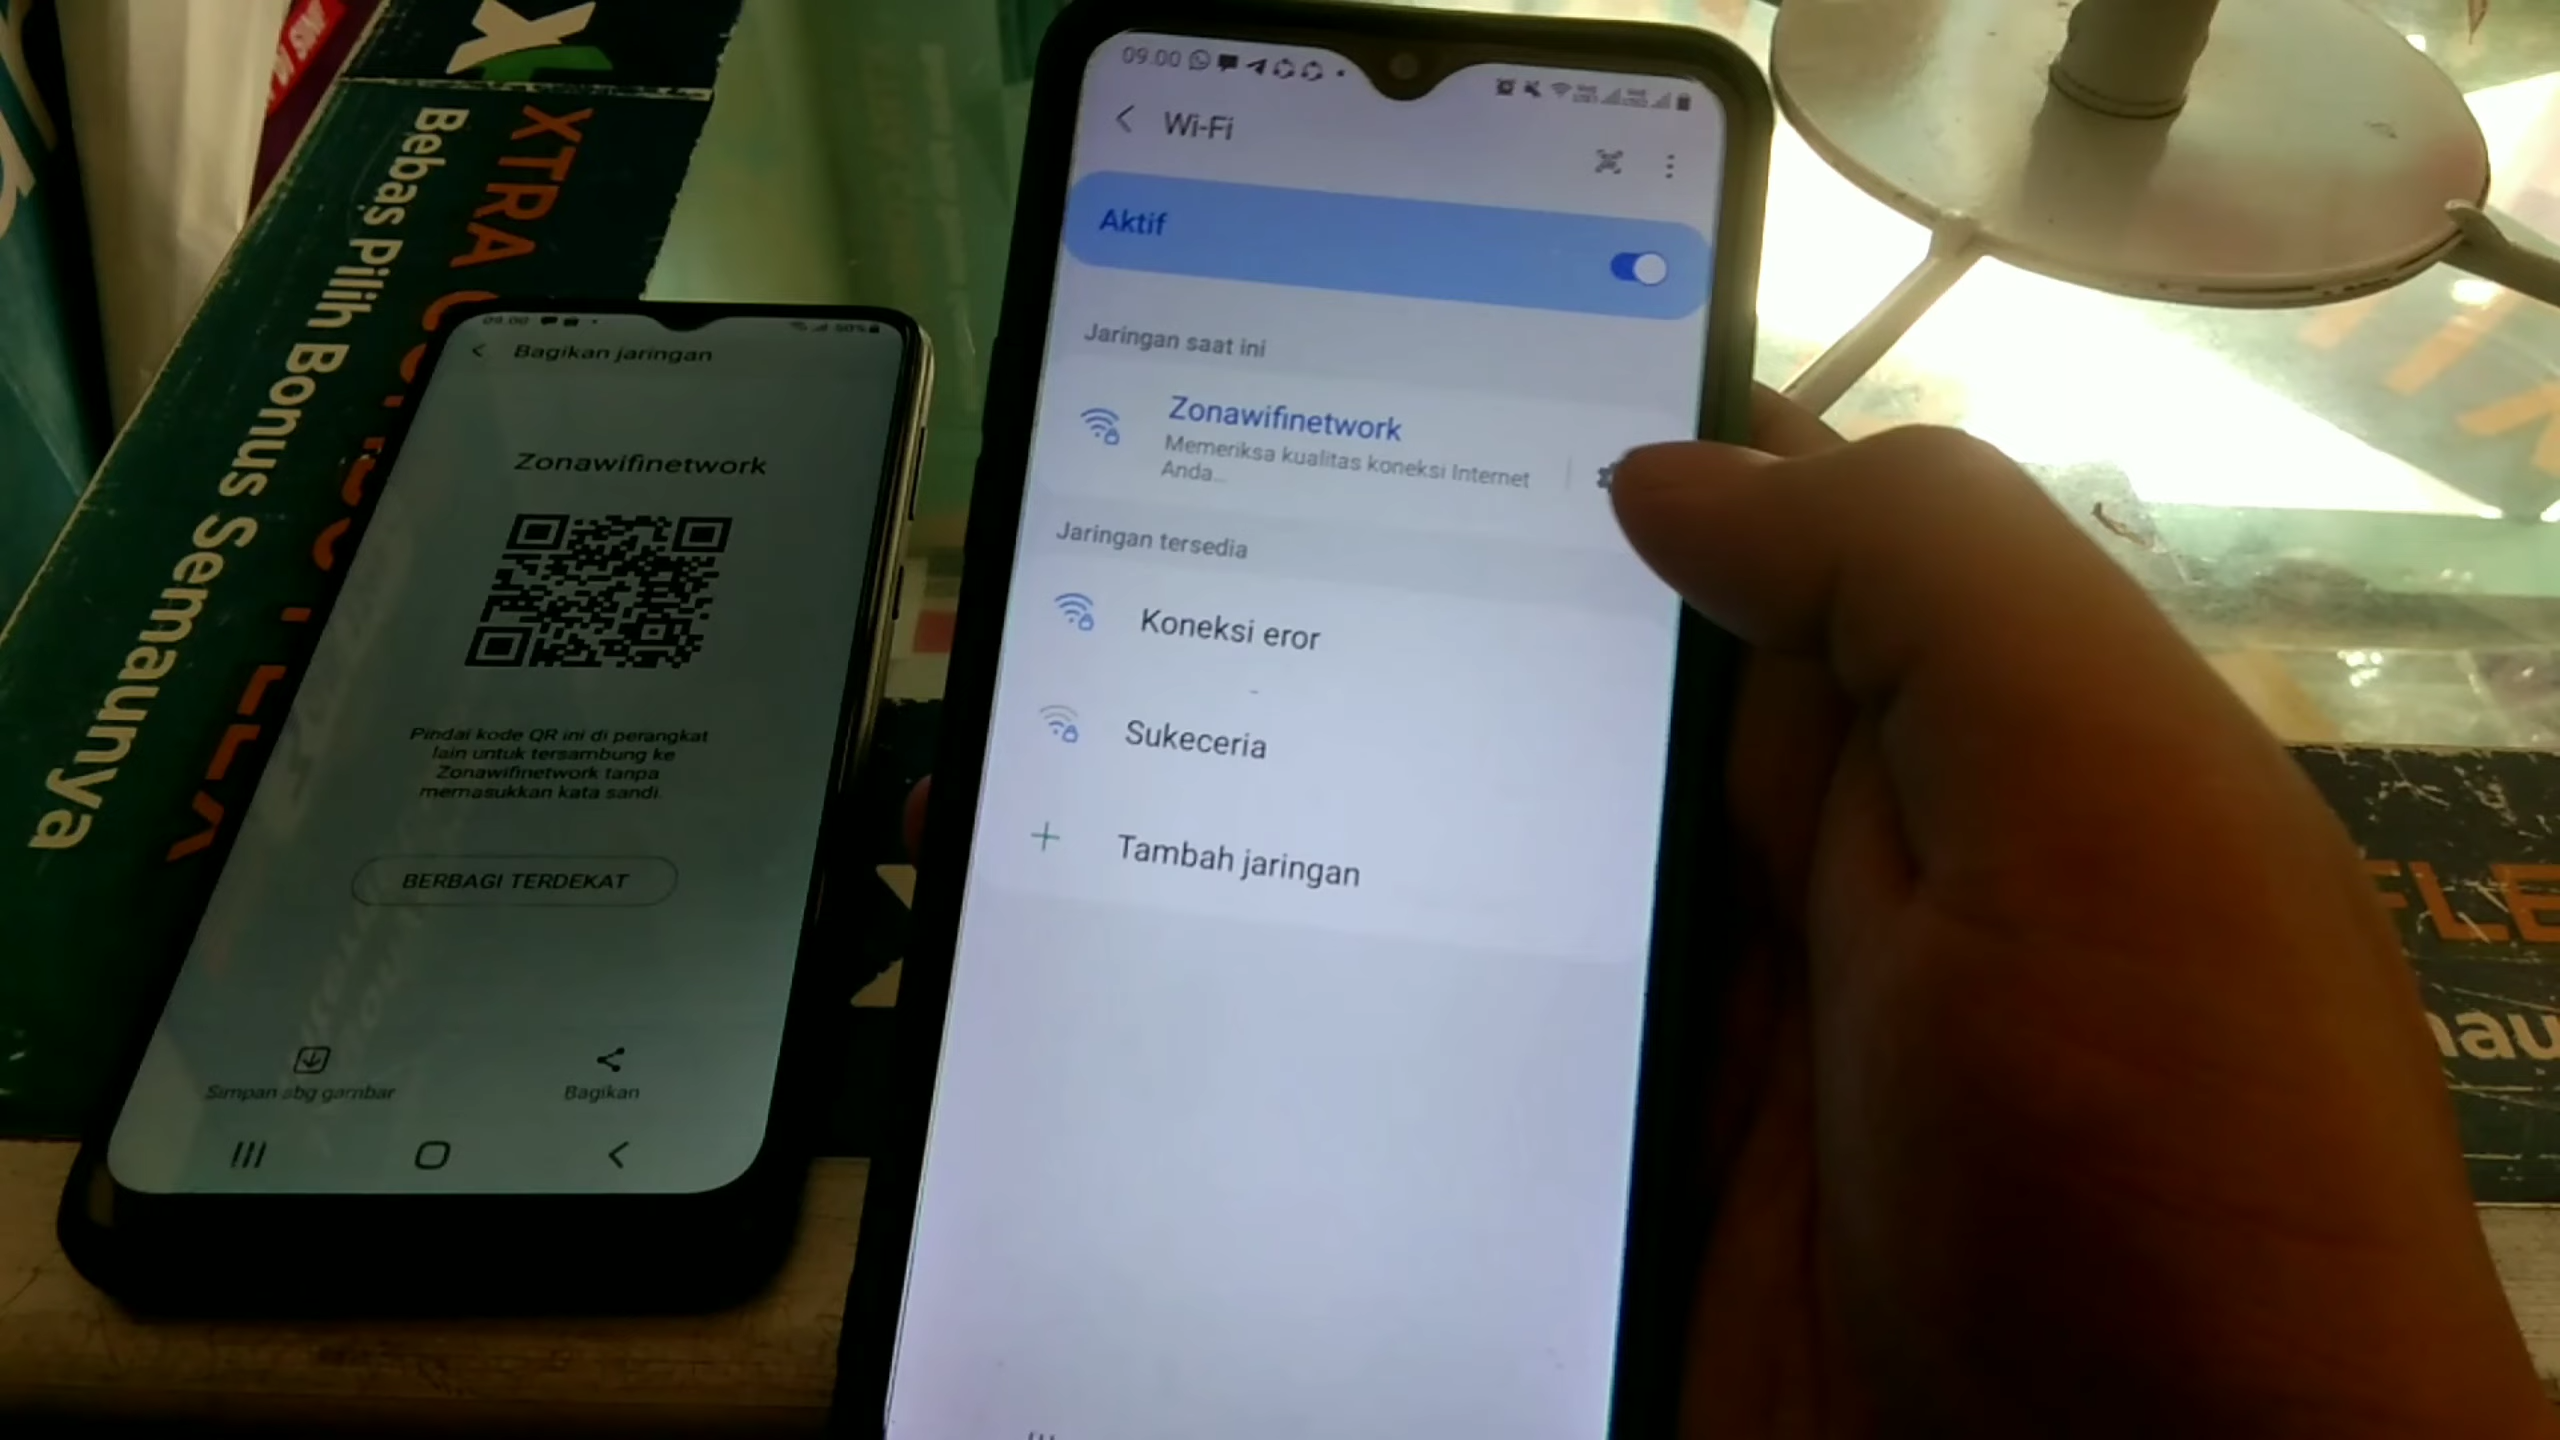 XTRA
Bebas Pilih Bonus Semaunya
09.00
Bagikan jaringan
Zonawifinetwork
Pindai kode QR ini di perangkat
lain untuk tersambung ke
Zonawifinetwork tanpa
memasukkan kata sandi.
BERBAGI TERDEKAT
Simpan sbg gambar
Bagikan
09.00
Wi-Fi
Aktif
Jaringan saat ini
Zonawifinetwork
Memeriksa kualitas koneksi Internet
Anda...
Jaringan tersedia
Koneksi eror
Sukeceria
Tambah jaringan